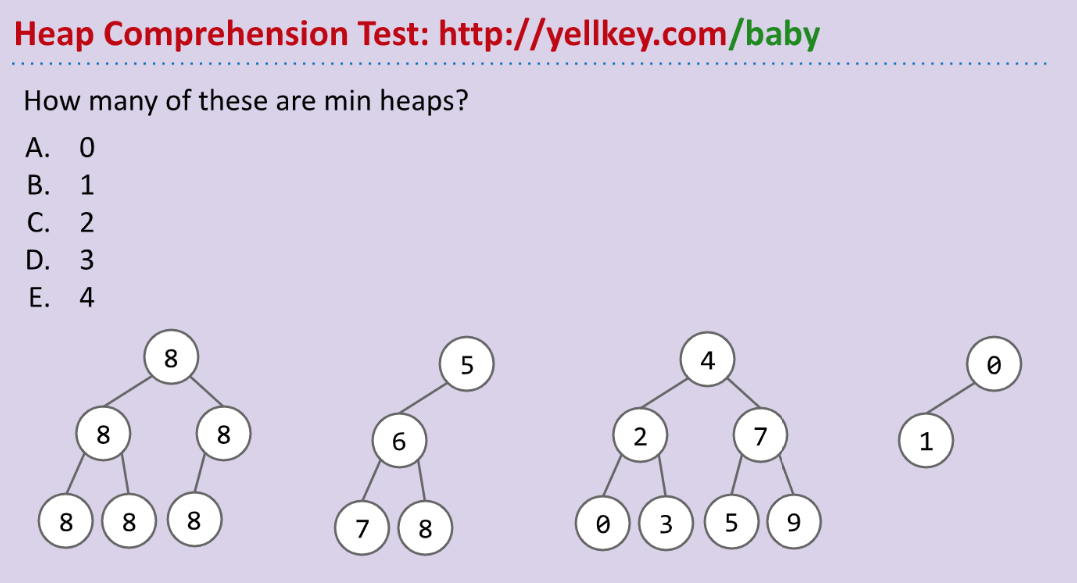 Heap Comprehension Test: http://yellkey.com/baby
How many of these are min heaps?
A. 0
B. 1
C. 2
D. 3
E. 4
8
8 8
8 8 8
5
6
7 8
4
2 7
0 3 5 9
0
1